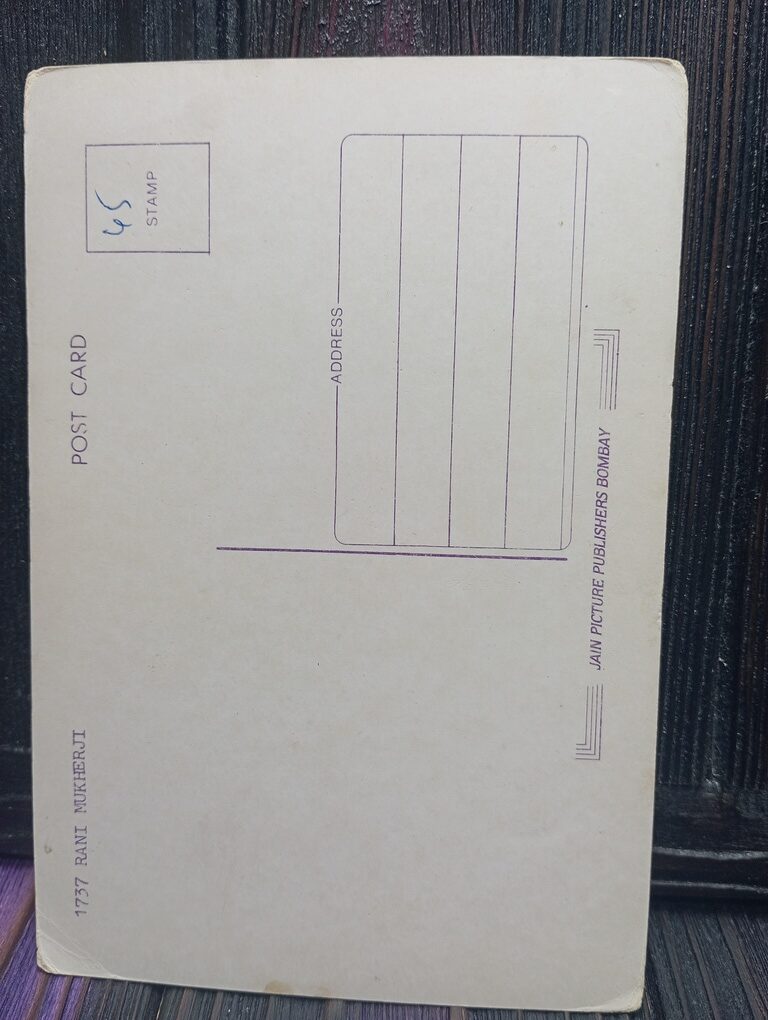 1737 RANI MUKHERJI
POST CARD
45
STAMP
ADDRESS
JAIN PICTURE PUBLISHERS BOMBAY